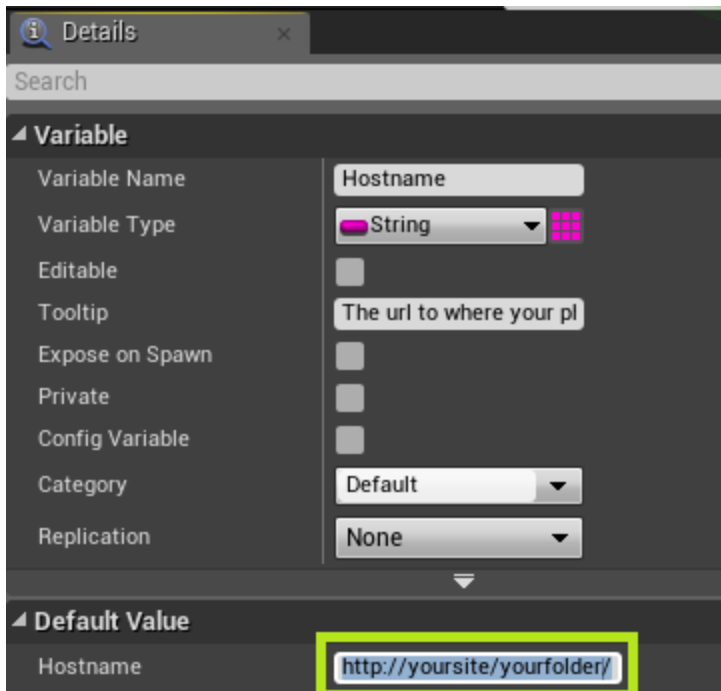 Details
Search
Variable
Variable Name Hostname
Variable Type String
Editable
Tooltip The url to where your pl
Expose on Spawn
Private
Config Variable
Category Default
Replication None
Default Value
Hostname http://yoursite/yourfolder/